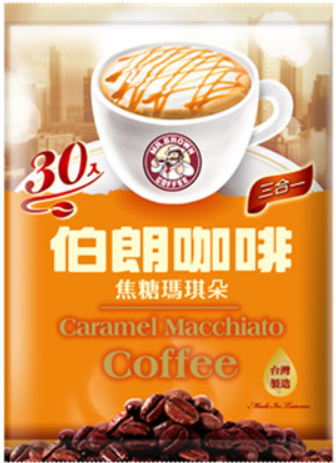 MR. BROWN
COFFEE
30入
三合一
伯朗咖啡
焦糖瑪琪朵
Caramel Macchiato
Coffee
台灣
製造
Made In Taiwan